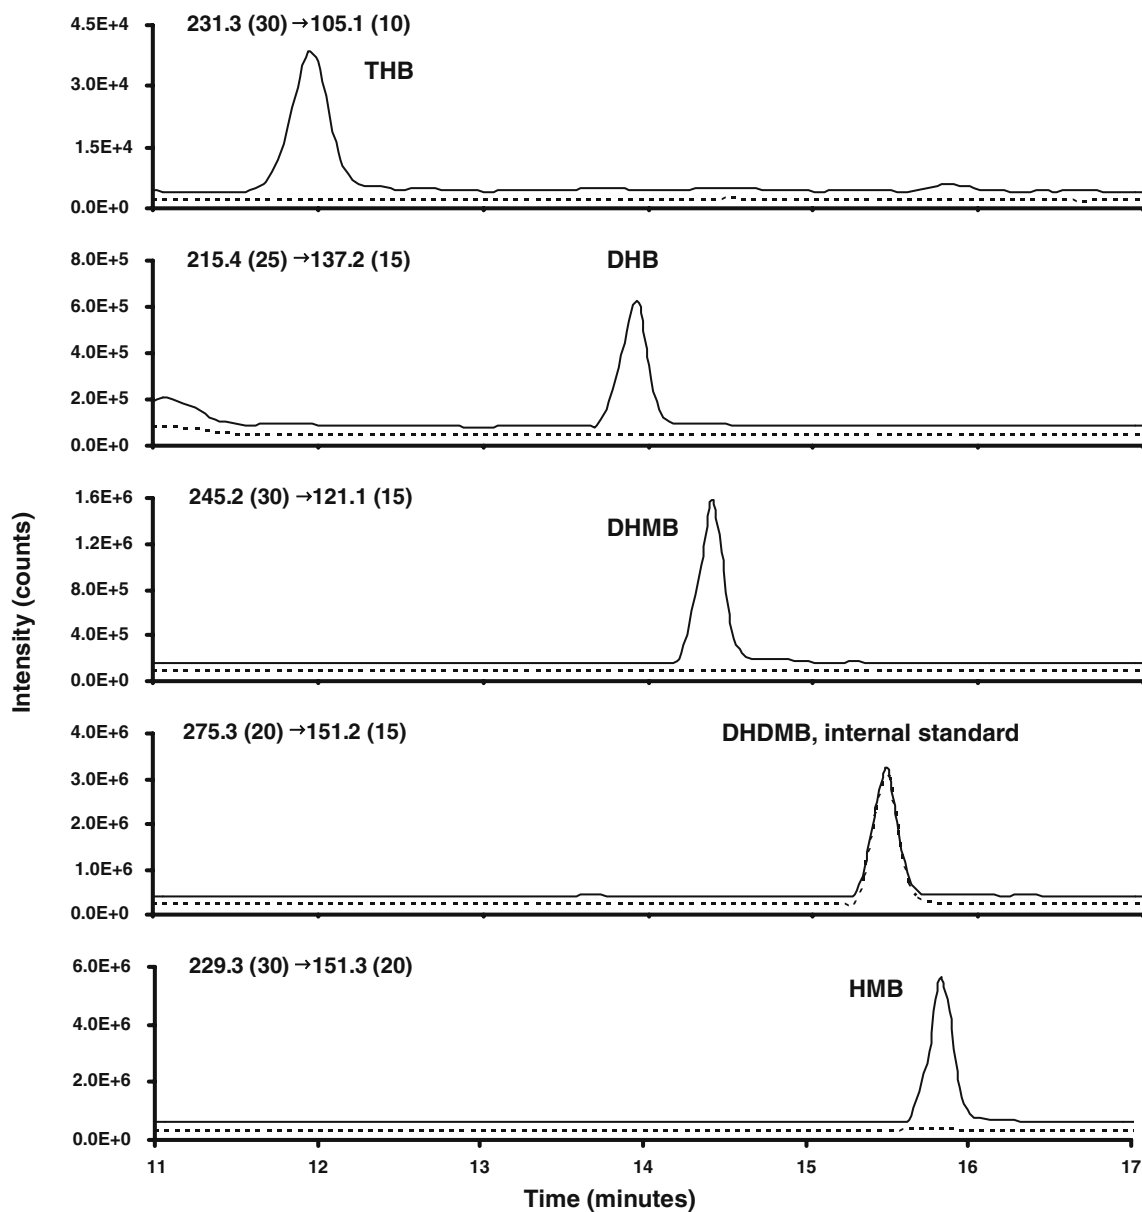 4.5E+4
231.3 (30) →105.1 (10)
THB
3.0E+4
1.5E+4
0.0E+0
8.0E+5
215.4 (25) →137.2 (15)
DHB
6.0E+5
4.0E+5
2.0E+5
0.0E+0
1.6E+6
245.2 (30) →121.1 (15)
DHMB
1.2E+6
8.0E+5
4.0E+5
0.0E+0
4.0E+6
275.3 (20) →151.2 (15)
DHDMB, internal standard
3.0E+6
2.0E+6
1.0E+6
0.0E+0
6.0E+6
229.3 (30) →151.3 (20)
HMB
4.0E+6
2.0E+6
0.0E+0
11 12 13 14 15 16 17
Time (minutes)
Intensity (counts)